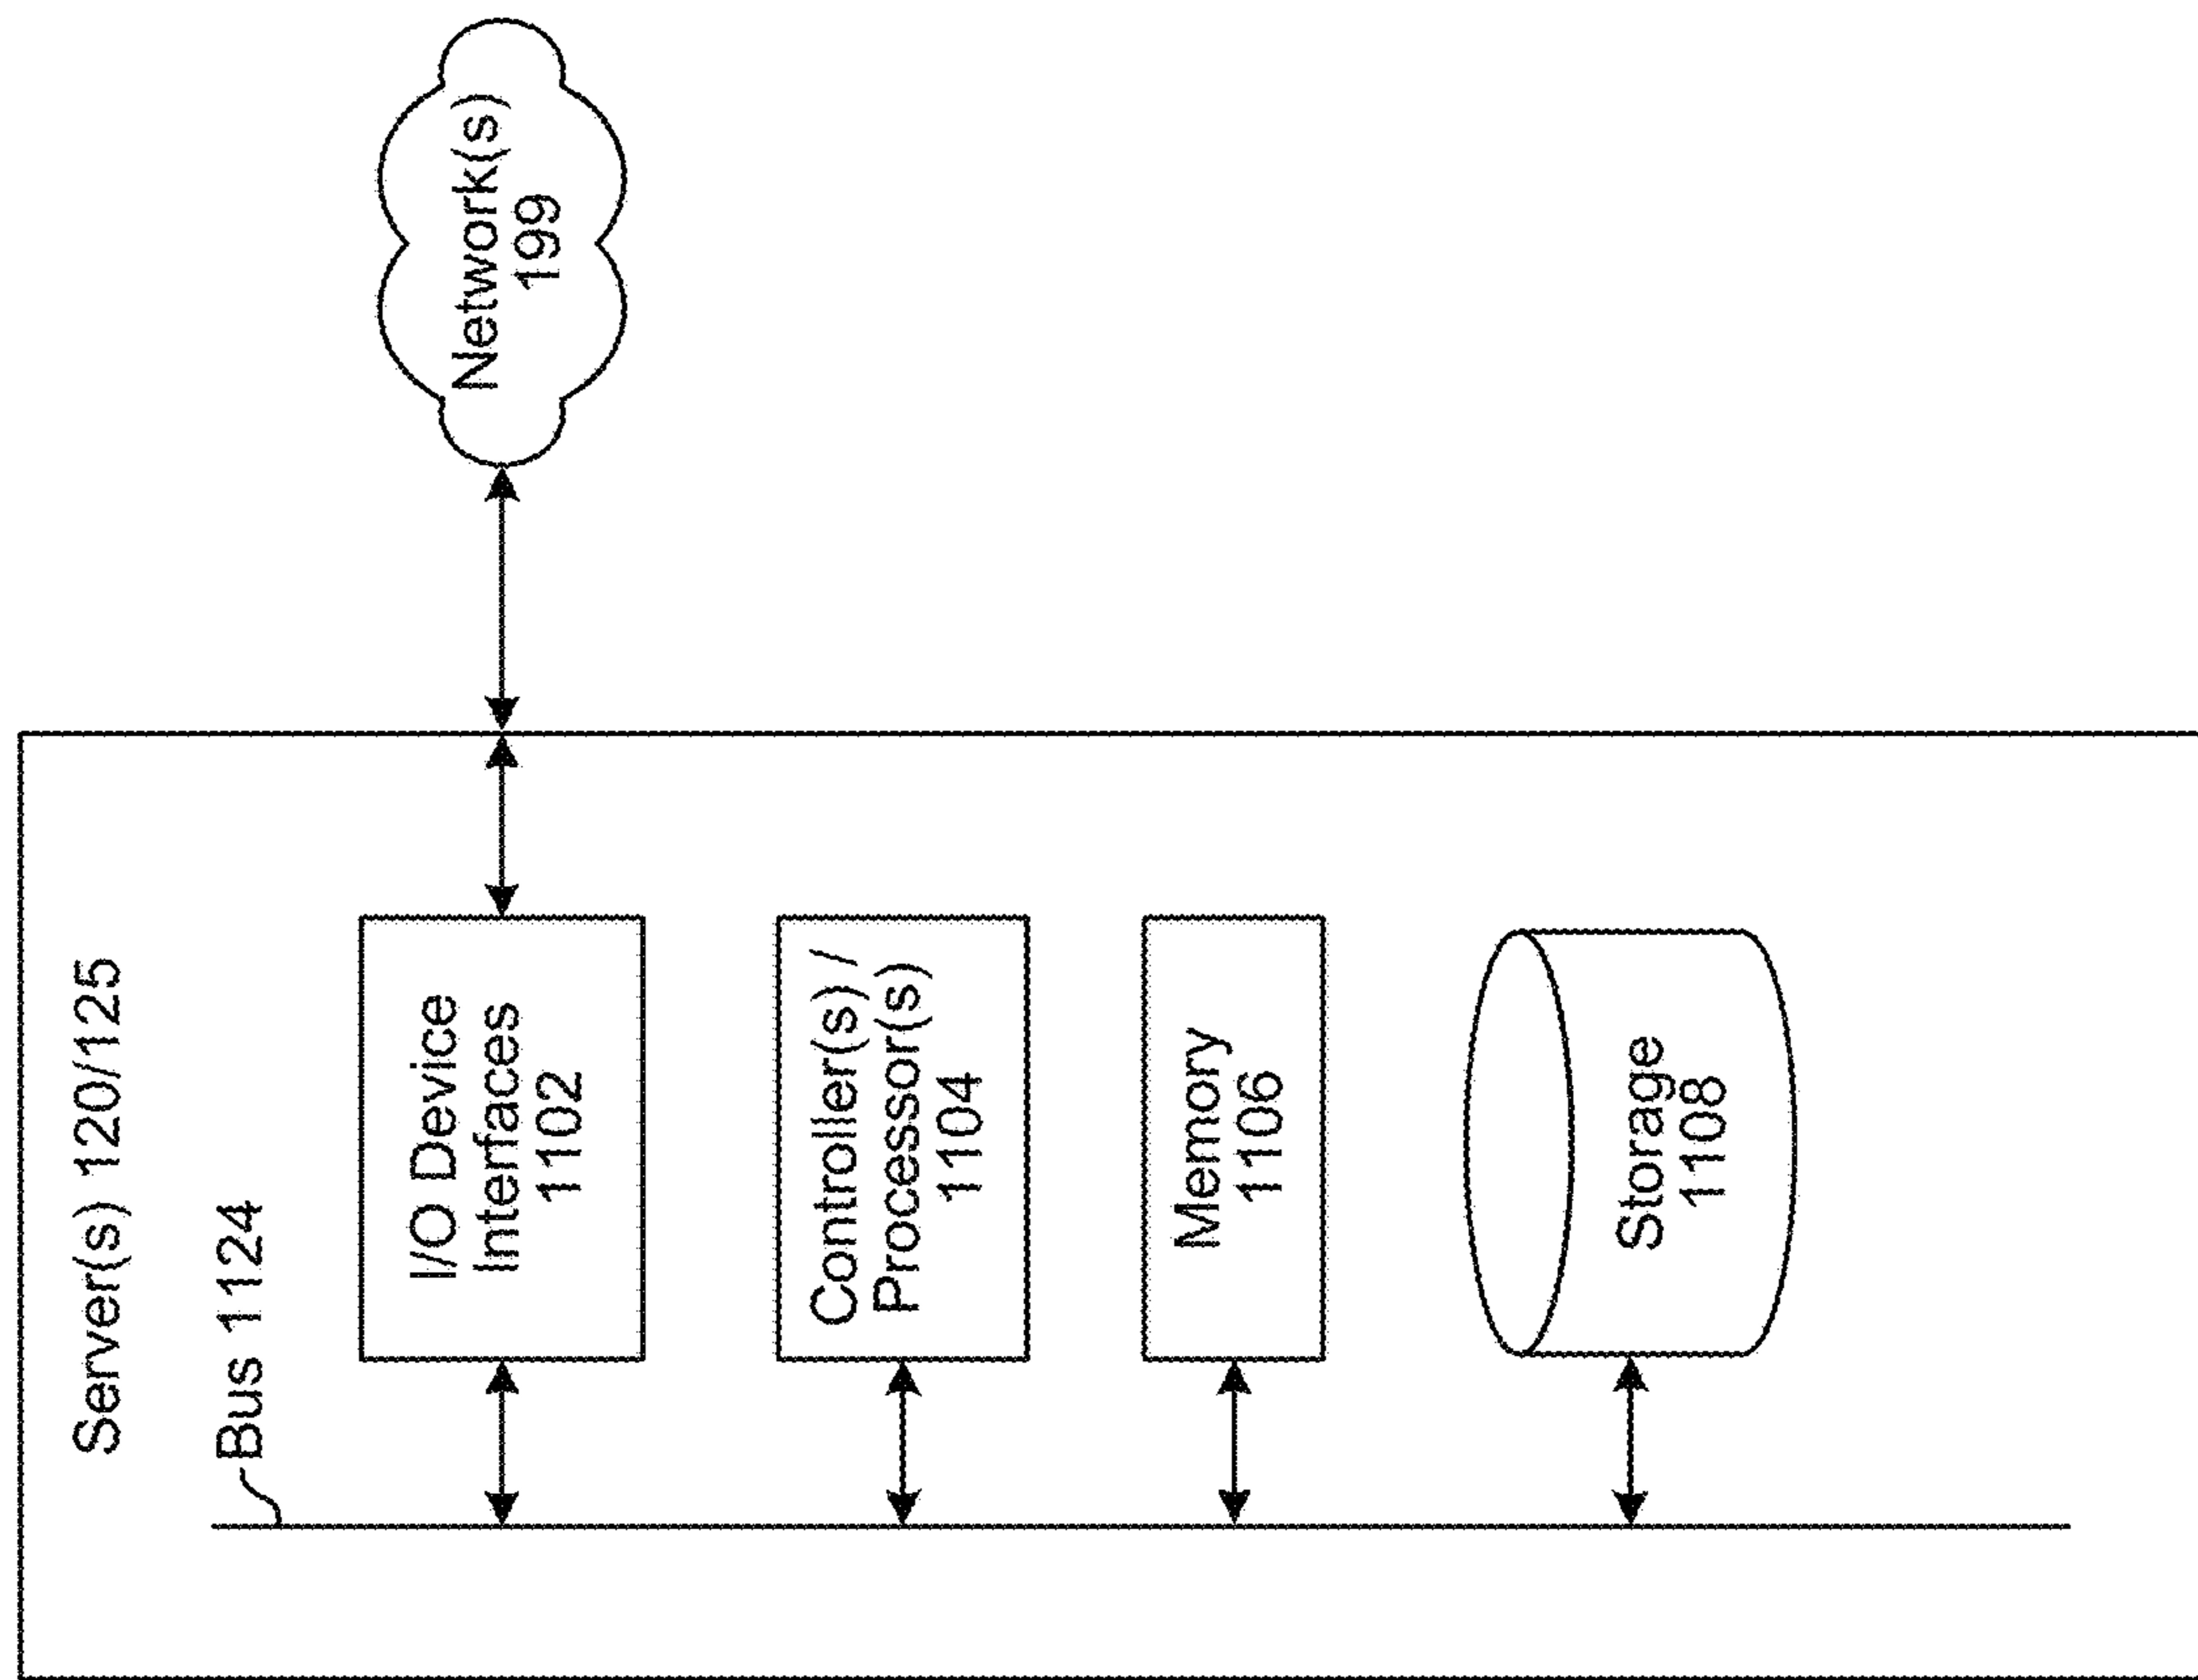 Server(s) 120/125
Bus 1124
I/O Device
Interfaces
1102
Network(s)
199
Controller(s) /
Processor(s)
1104
Memory
1106
Storage
1108